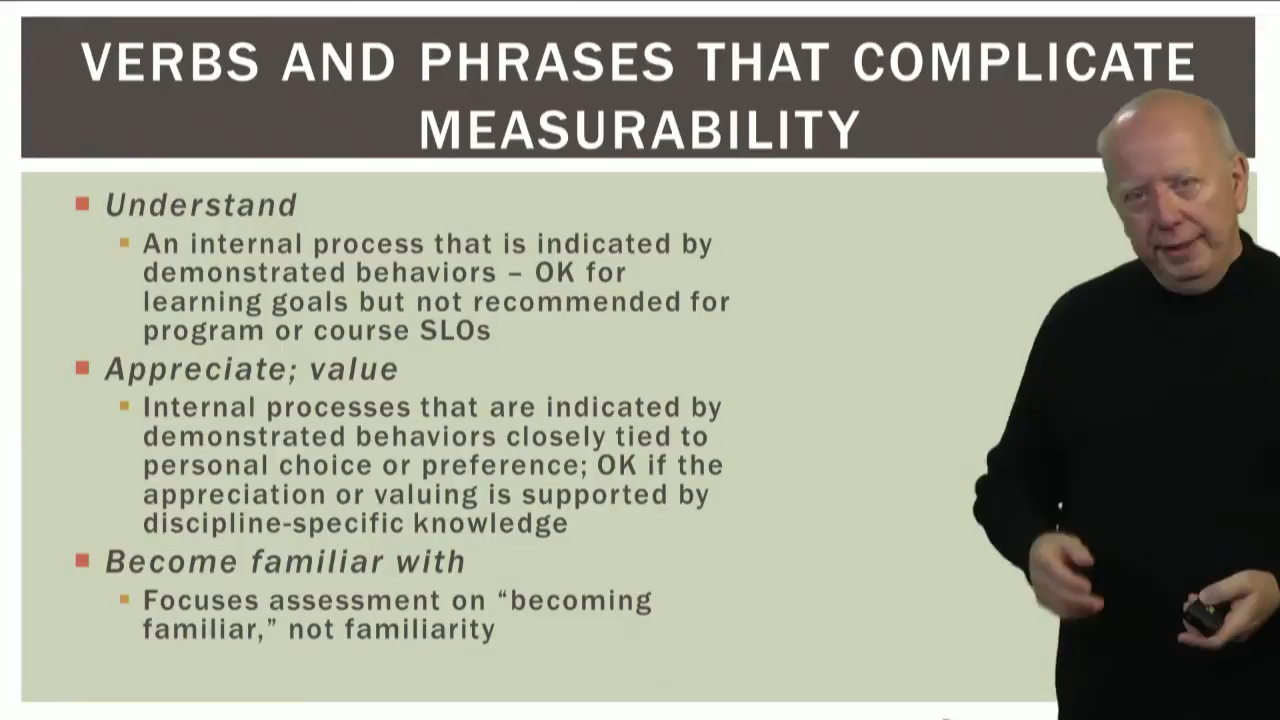 VERBS AND PHRASES THAT COMPLICATE
MEASURABILITY
Understand
An internal process that is indicated by
demonstrated behaviors – OK for
learning goals but not recommended for
program or course SLOs
Appreciate; value
Internal processes that are indicated by
demonstrated behaviors closely tied to
personal choice or preference; OK if the
appreciation or valuing is supported by
discipline-specific knowledge
Become familiar with
Focuses assessment on “becoming
familiar,” not familiarity